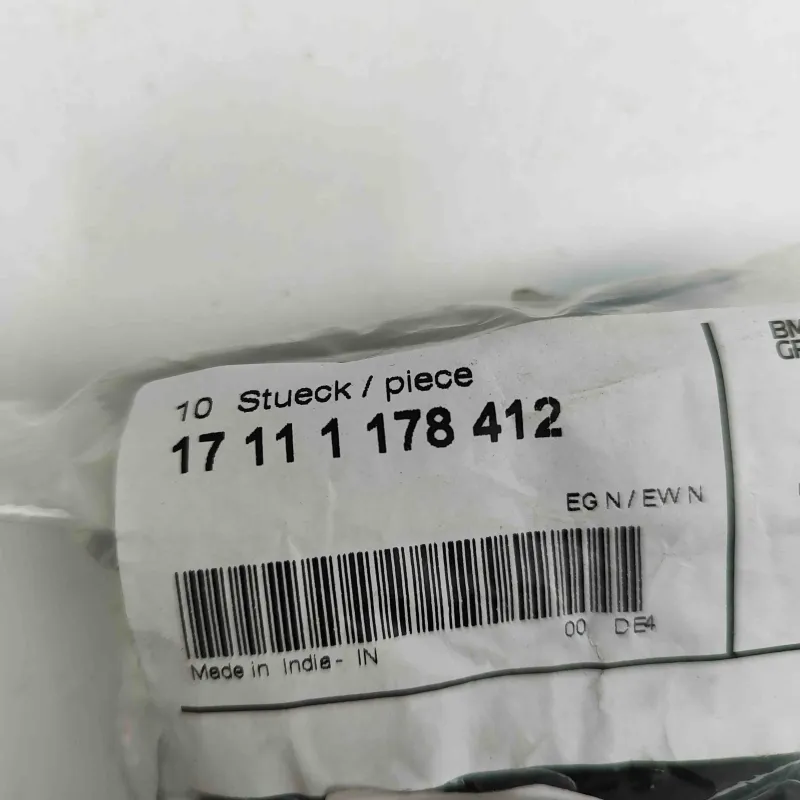 10 Stueck / piece
17 11 1 178 412
EG N / EW N
00 DE4
Made in India - IN